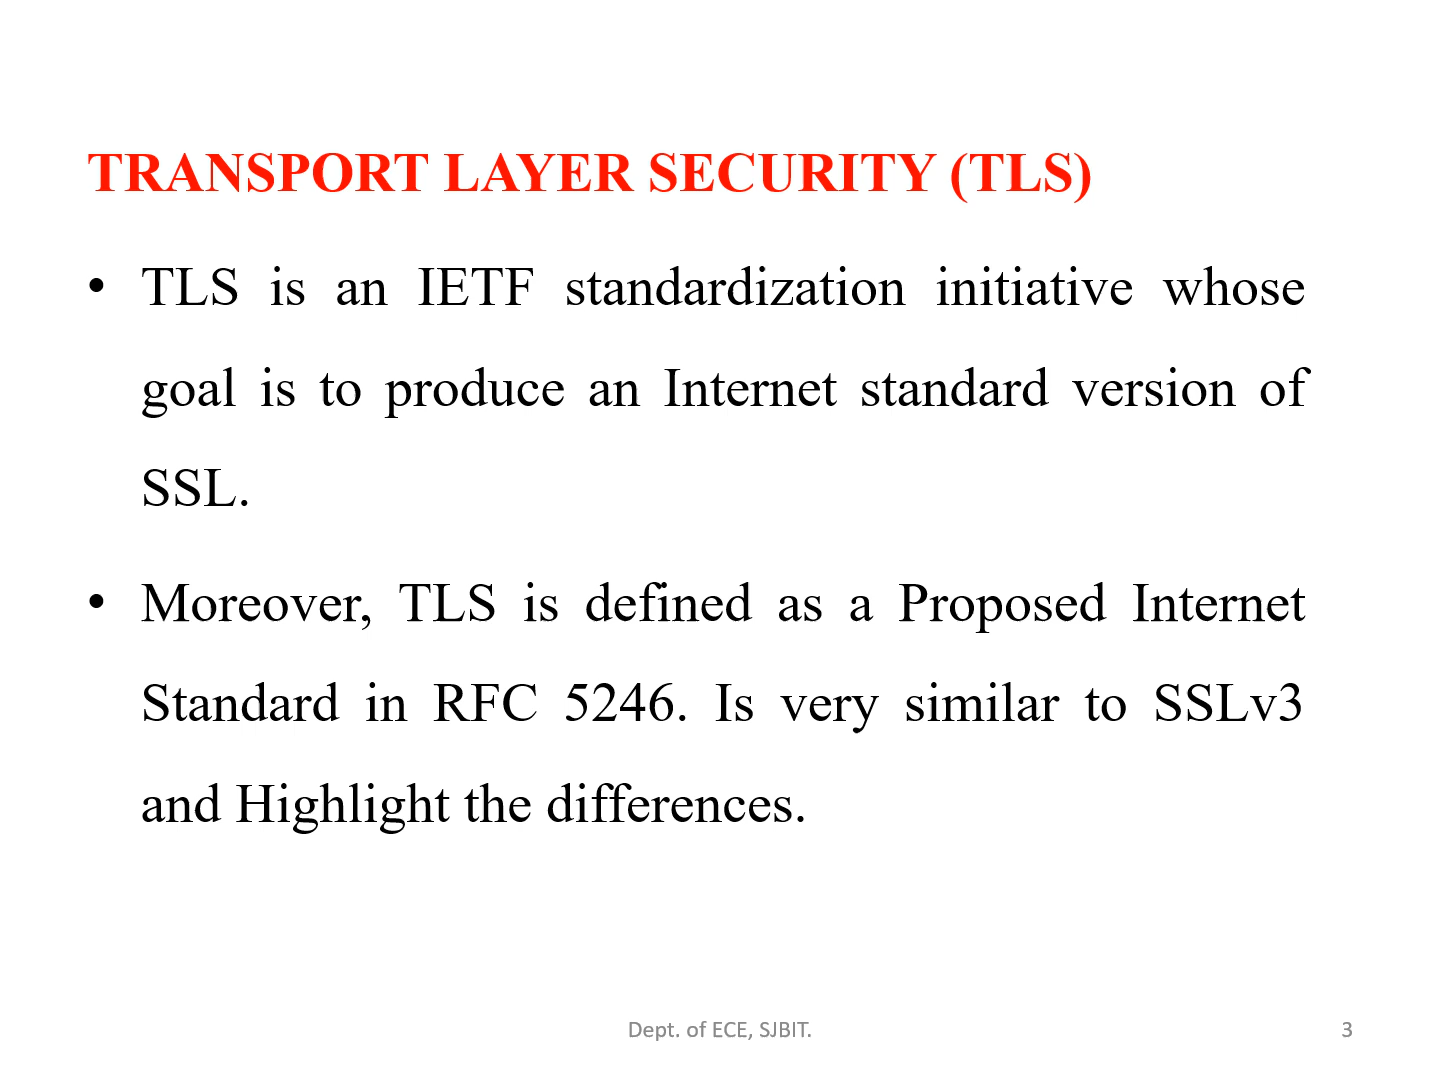 TRANSPORT LAYER SECURITY (TLS)
• TLS is an IETF standardization initiative whose
goal is to produce an Internet standard version of
SSL.
• Moreover, TLS is defined as a Proposed Internet
Standard in RFC 5246. Is very similar to SSLv3
and Highlight the differences.
Dept. of ECE, SJBIT.
3